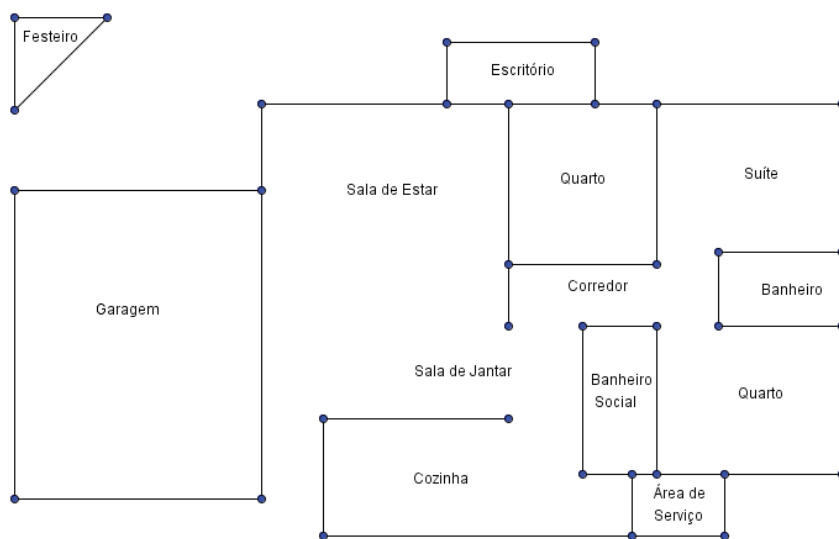 Festeiro
Escritório
Sala de Estar
Quarto
Suíte
Corredor
Banheiro
Garagem
Sala de Jantar
Banheiro
Social
Quarto
Cozinha
Área de
Serviço